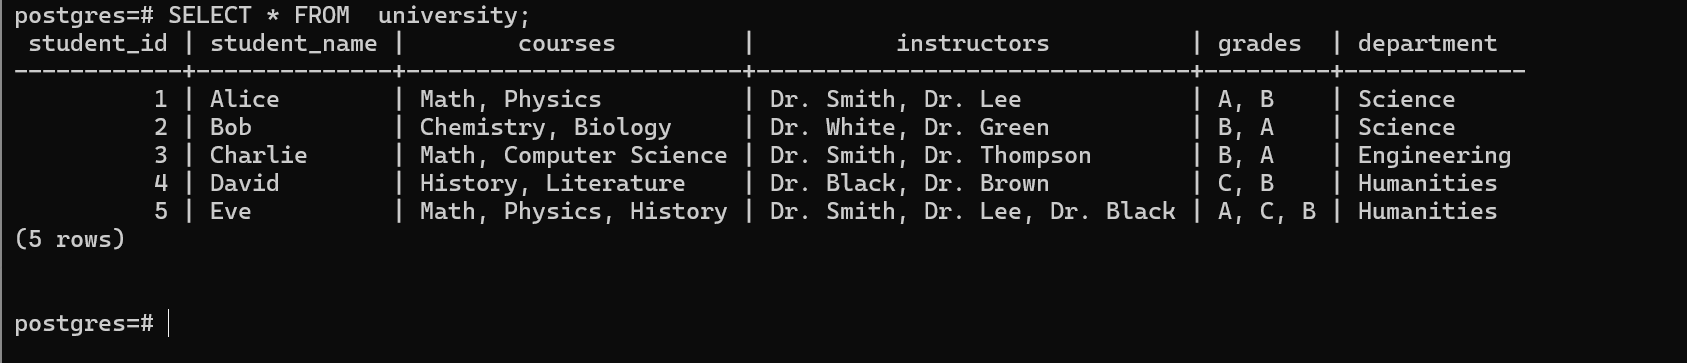 postgres=# SELECT * FROM  university;
 student_id | student_name |        courses         |          instructors          | grades  | department
------------+--------------+------------------------+-------------------------------+---------+-------------
          1 | Alice        | Math, Physics          | Dr. Smith, Dr. Lee            | A, B    | Science
          2 | Bob          | Chemistry, Biology     | Dr. White, Dr. Green          | B, A    | Science
          3 | Charlie      | Math, Computer Science | Dr. Smith, Dr. Thompson       | B, A    | Engineering
          4 | David        | History, Literature    | Dr. Black, Dr. Brown          | C, B    | Humanities
          5 | Eve          | Math, Physics, History | Dr. Smith, Dr. Lee, Dr. Black | A, C, B | Humanities
(5 rows)
postgres=#